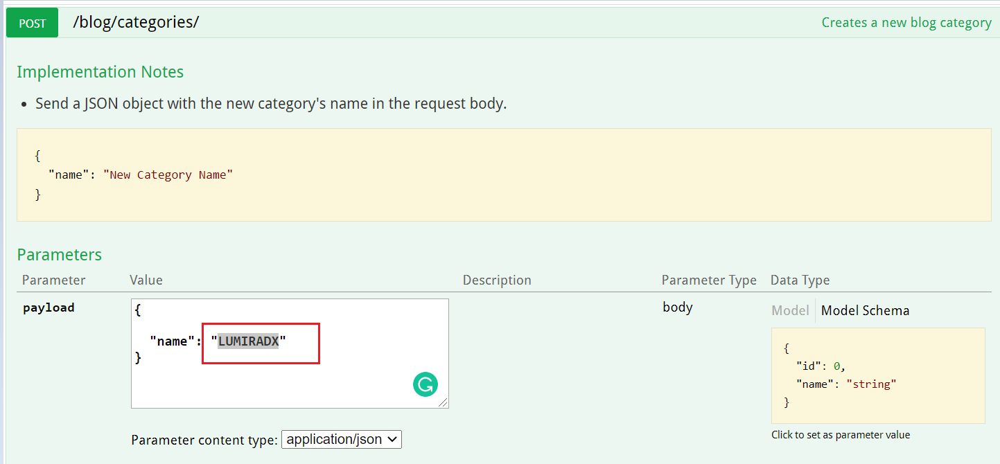 POST /blog/categories/ Creates a new blog category
Implementation Notes
• Send a JSON object with the new category's name in the request body.
{
"name": "New Category Name"
}
Parameters
Parameter Value Description Parameter Type Data Type
payload
{
"name": "LUMIRADX"
}
body
Model Model Schema
{
"id": 0,
"name": "string"
}
Click to set as parameter value
Parameter content type: application/json